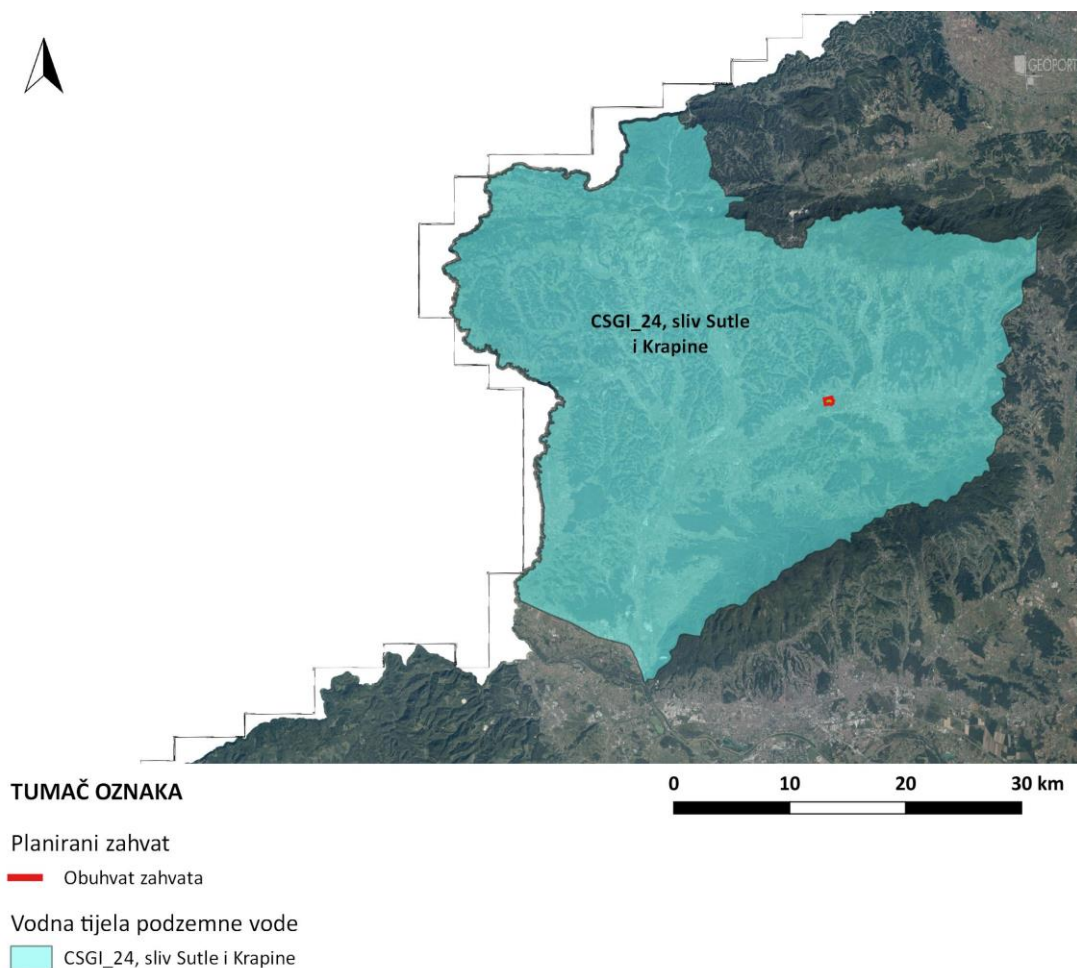 GEOPORT
CSGI_24, sliv Sutle
i Krapine
TUMAČ OZNAKA
0 10 20 30 km
Planirani zahvat
Obuhvat zahvata
Vodna tijela podzemne vode
CSGI_24, sliv Sutle i Krapine